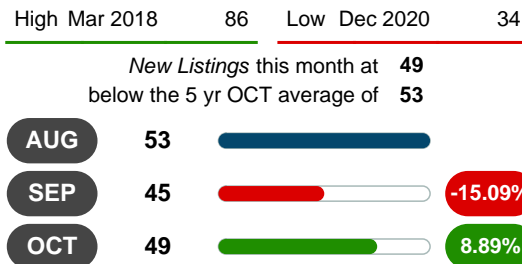 High Mar 2018 86 Low Dec 2020 34
New Listings this month at 49
below the 5 yr OCT average of 53
AUG 53
SEP 45 -15.09%
OCT 49 8.89%